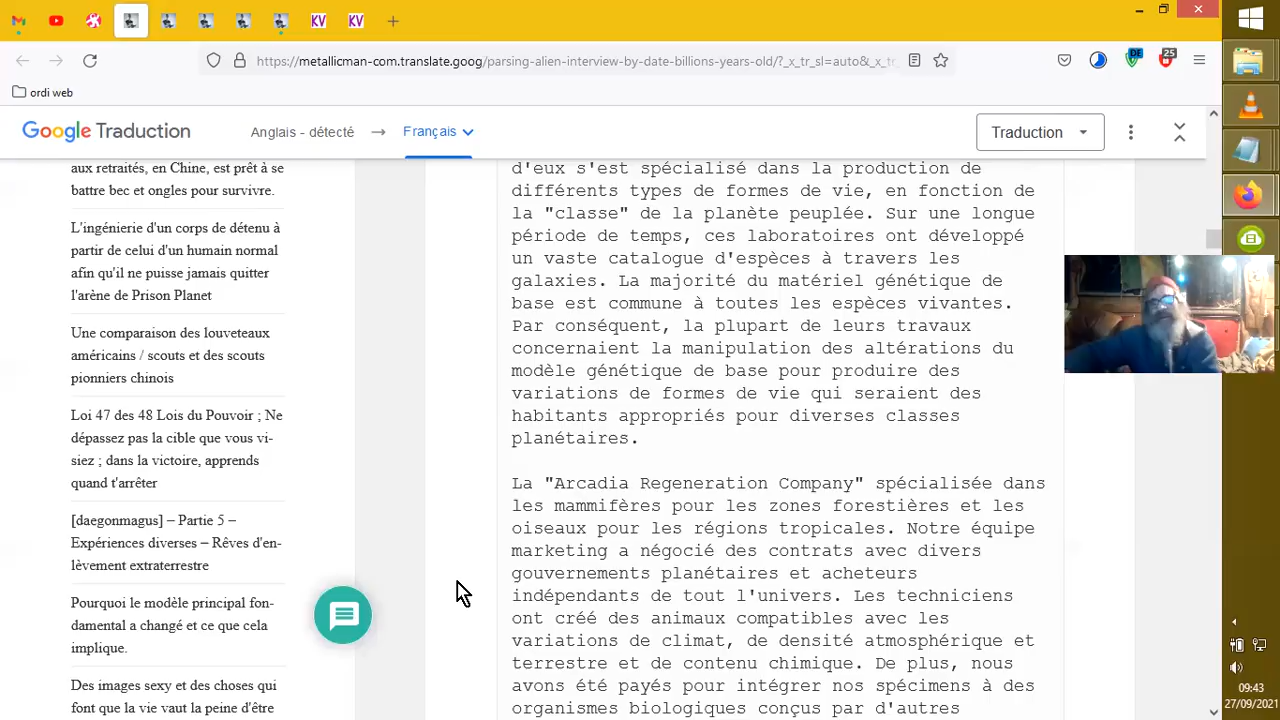 KV
KV
https://metallicman-com.translate.goog/parsing-alien-interview-by-date-billions-years-old/?_x_tr_sl=auto&_x_tr_
DE
25
ordi web
Google Traduction
Anglais - détecté
Français
Traduction
aux retraités, en Chine, est prêt à se
battre bec et ongles pour survivre.
L'ingénierie d'un corps de détenu à
partir de celui d'un humain normal
afin qu'il ne puisse jamais quitter
l'arène de Prison Planet
Une comparaison des louveteaux
américains / scouts et des scouts
pionniers chinois
Loi 47 des 48 Lois du Pouvoir ; Ne
dépassez pas la cible que vous vi-
siez ; dans la victoire, apprends
quand t'arrêter
[daegonmagus] – Partie 5 –
Expériences diverses – Rêves d'en-
lèvement extraterrestre
Pourquoi le modèle principal fon-
damental a changé et ce que cela
implique.
Des images sexy et des choses qui
font que la vie vaut la peine d'être
d'eux s'est spécialisé dans la production de
différents types de formes de vie, en fonction de
la "classe" de la planète peuplée. Sur une longue
période de temps, ces laboratoires ont développé
un vaste catalogue d'espèces à travers les
galaxies. La majorité du matériel génétique de
base est commune à toutes les espèces vivantes.
Par conséquent, la plupart de leurs travaux
concernaient la manipulation des altérations du
modèle génétique de base pour produire des
variations de formes de vie qui seraient des
habitants appropriés pour diverses classes
planétaires.
La "Arcadia Regeneration Company" spécialisée dans
les mammifères pour les zones forestières et les
oiseaux pour les régions tropicales. Notre équipe
marketing a négocié des contrats avec divers
gouvernements planétaires et acheteurs
indépendants de tout l'univers. Les techniciens
ont créé des animaux compatibles avec les
variations de climat, de densité atmosphérique et
terrestre et de contenu chimique. De plus, nous
avons été payés pour intégrer nos spécimens à des
organismes biologiques conçus par d'autres
09:43
27/09/2021